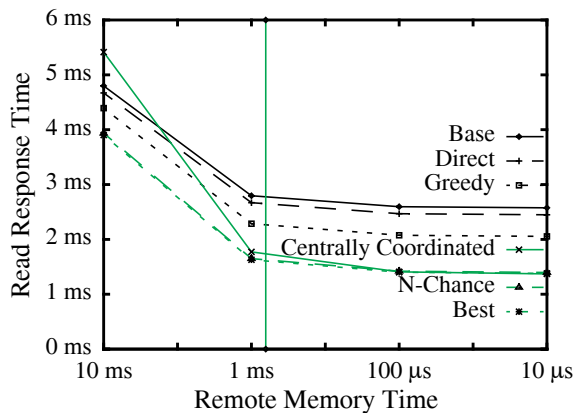 6 ms
5 ms
4 ms
3 ms
2 ms
1 ms
0 ms
Read Response Time
Base
Direct
Greedy
Centrally Coordinated
N-Chance
Best
10 ms
1 ms
100 µs
10 µs
Remote Memory Time